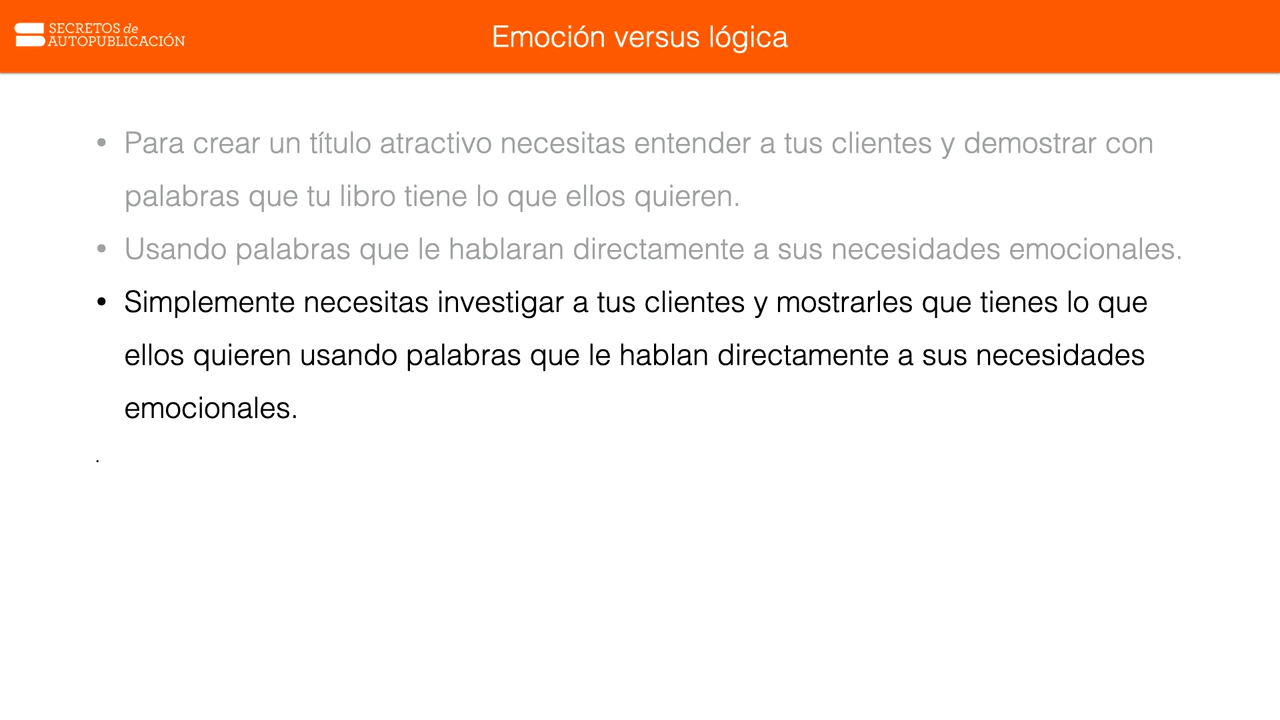 SECRETOS de
AUTOPUBLICACIÓN
Emoción versus lógica
• Para crear un título atractivo necesitas entender a tus clientes y demostrar con
palabras que tu libro tiene lo que ellos quieren.
• Usando palabras que le hablaran directamente a sus necesidades emocionales.
• Simplemente necesitas investigar a tus clientes y mostrarles que tienes lo que
ellos quieren usando palabras que le hablan directamente a sus necesidades
emocionales.
.